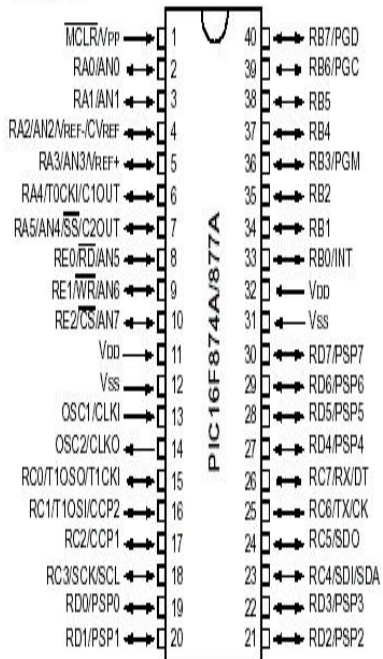 MCLR/VPP 1 40 RB7/PGD
RA0/AN0 2 39 RB6/PGC
RA1/AN1 3 38 RB5
RA2/AN2/VREF-/CVREF 4 37 RB4
RA3/AN3/VREF+ 5 36 RB3/PGM
RA4/T0CKI/C1OUT 6 35 RB2
RA5/AN4/SS/C2OUT 7 34 RB1
RE0/RD/AN5 8 33 RB0/INT
RE1/WR/AN6 9 32 VDD
RE2/CS/AN7 10 31 VSS
VDD 11 30 RD7/PSP7
VSS 12 29 RD6/PSP6
OSC1/CLKI 13 28 RD5/PSP5
OSC2/CLKO 14 27 RD4/PSP4
RC0/T1OSO/T1CKI 15 26 RC7/RX/DT
RC1/T1OSI/CCP2 16 25 RC6/TX/CK
RC2/CCP1 17 24 RC5/SDO
RC3/SCK/SCL 18 23 RC4/SDI/SDA
RD0/PSP0 19 22 RD3/PSP3
RD1/PSP1 20 21 RD2/PSP2
PIC16F874A/877A